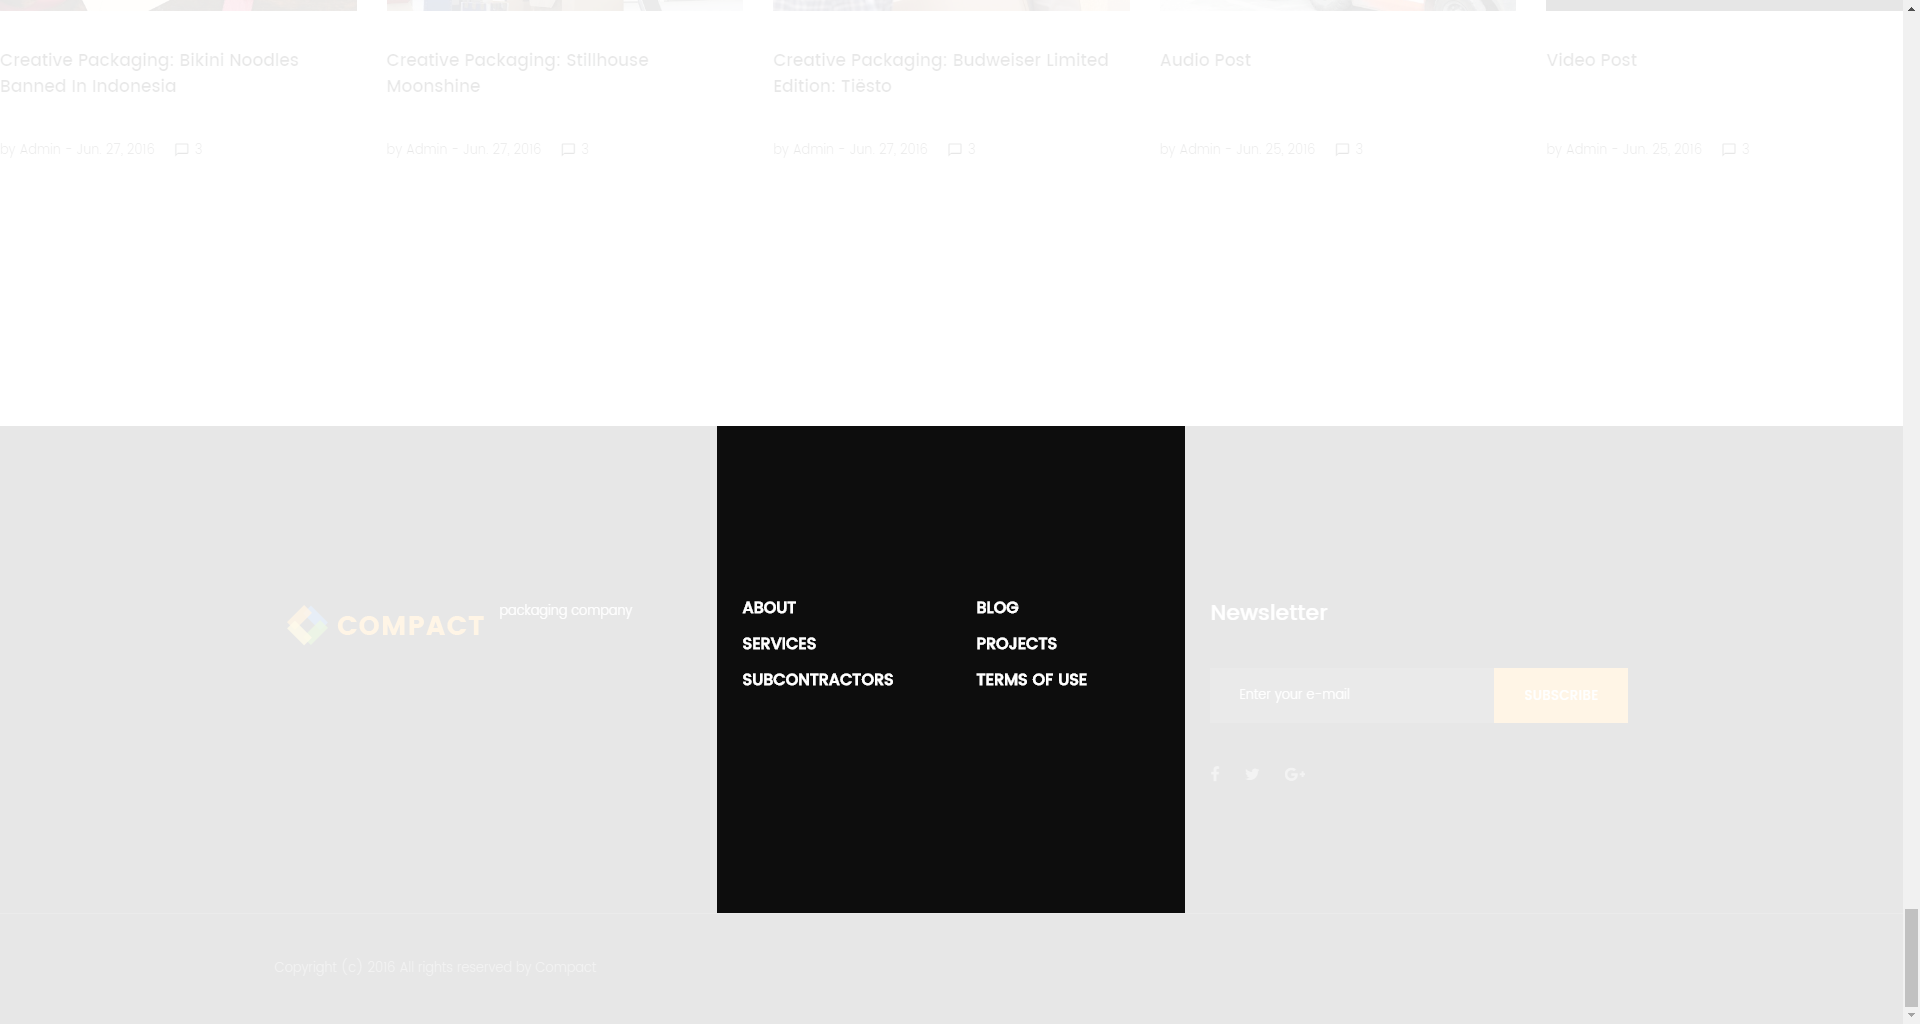 Creative Packaging: Bikini Noodles
Banned In Indonesia
by Admin - Jun. 27, 2016 3
Creative Packaging: Stillhouse
Moonshine
by Admin - Jun. 27, 2016 3
Creative Packaging: Budweiser Limited
Edition: Tiësto
by Admin - Jun. 27, 2016 3
Audio Post
by Admin - Jun. 25, 2016 3
Video Post
by Admin - Jun. 25, 2016 3
COMPACT
packaging company
ABOUT
SERVICES
SUBCONTRACTORS
BLOG
PROJECTS
TERMS OF USE
Newsletter
Enter your e-mail
SUBSCRIBE
Copyright (c) 2016 All rights reserved by Compact